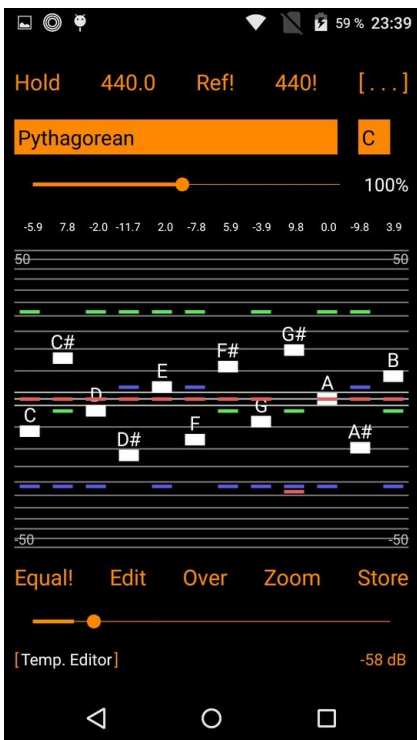 59 % 23:39
Hold 440.0 Ref! 440! [...]
Pythagorean C
100%
-5.9 7.8 -2.0 -11.7 2.0 -7.8 5.9 -3.9 9.8 0.0 -9.8 3.9
50 50
C# G#
F# B
E
D A
C G
F A#
D#
-50 -50
Equal! Edit Over Zoom Store
[Temp. Editor] -58 dB